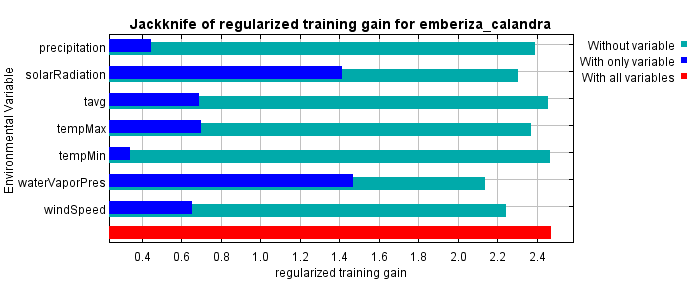 Jackknife of regularized training gain for emberiza_calandra
Environmental Variable
precipitation
solarRadiation
tavg
tempMax
tempMin
waterVaporPres
windSpeed
Without variable
With only variable
With all variables
0.4 0.6 0.8 1.0 1.2 1.4 1.6 1.8 2.0 2.2 2.4
regularized training gain